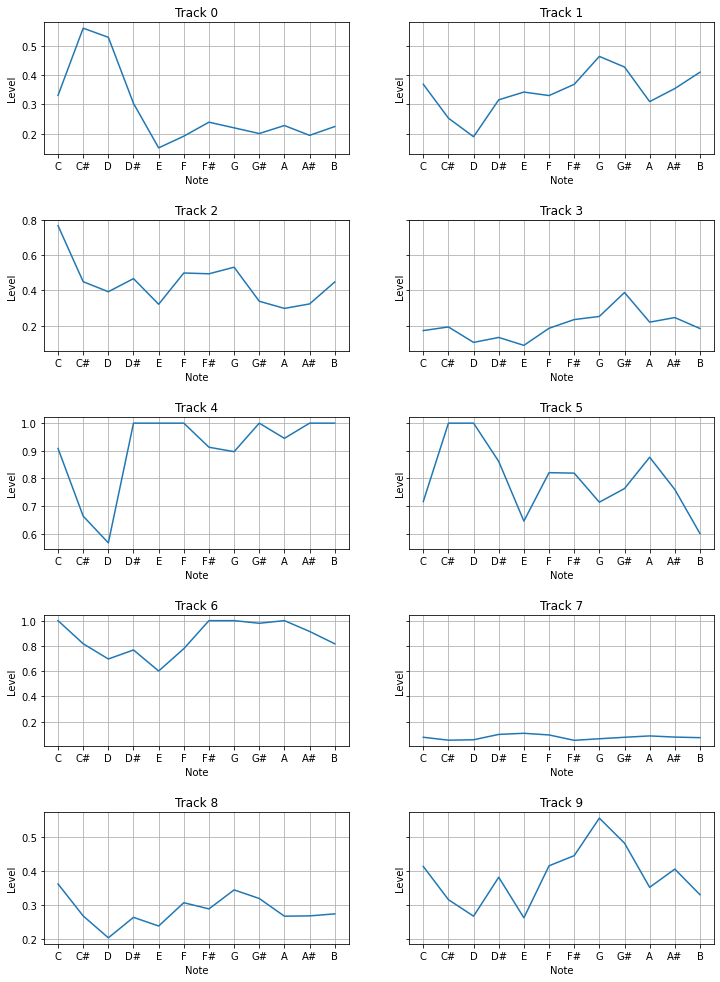 Track 0
Track 1
0.5
0.4
0.3
0.2
Level
Level
C C# D D# E F F# G G# A A# B
C C# D D# E F F# G G# A A# B
Note
Note
Track 2
Track 3
0.8
0.6
0.4
0.2
Level
Level
C C# D D# E F F# G G# A A# B
C C# D D# E F F# G G# A A# B
Note
Note
Track 4
Track 5
1.0
0.9
0.8
0.7
0.6
Level
Level
C C# D D# E F F# G G# A A# B
C C# D D# E F F# G G# A A# B
Note
Note
Track 6
Track 7
1.0
0.8
0.6
0.4
0.2
Level
Level
C C# D D# E F F# G G# A A# B
C C# D D# E F F# G G# A A# B
Note
Note
Track 8
Track 9
0.5
0.4
0.3
0.2
Level
Level
C C# D D# E F F# G G# A A# B
C C# D D# E F F# G G# A A# B
Note
Note